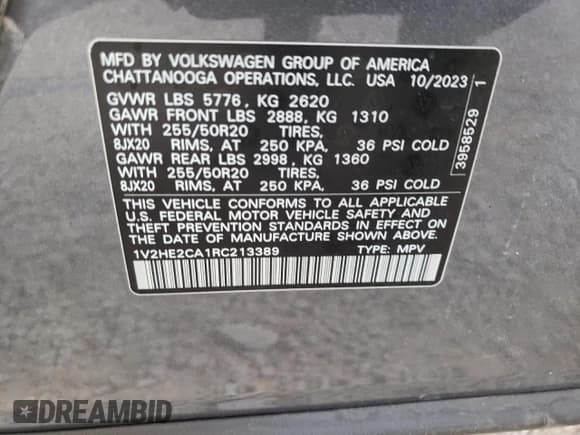 MFD BY VOLKSWAGEN GROUP OF AMERICA
CHATTANOOGA OPERATIONS, LLC. USA 10/2023
GVWR LBS 5776, KG 2620
GAWR FRONT LBS 2888, KG 1310
WITH 255/50R20 TIRES,
8JX20 RIMS, AT 250 KPA, 36 PSI COLD
GAWR REAR LBS 2998, KG 1360
WITH 255/50R20 TIRES,
8JX20 RIMS, AT 250 KPA, 36 PSI COLD
THIS VEHICLE CONFORMS TO ALL APPLICABLE
U.S. FEDERAL MOTOR VEHICLE SAFETY AND
THEFT PREVENTION STANDARDS IN EFFECT ON THE
DATE OF MANUFACTURE SHOWN ABOVE.
1V2HE2CA1RC213389 TYPE: MPV
3958529 1
DREAMBID